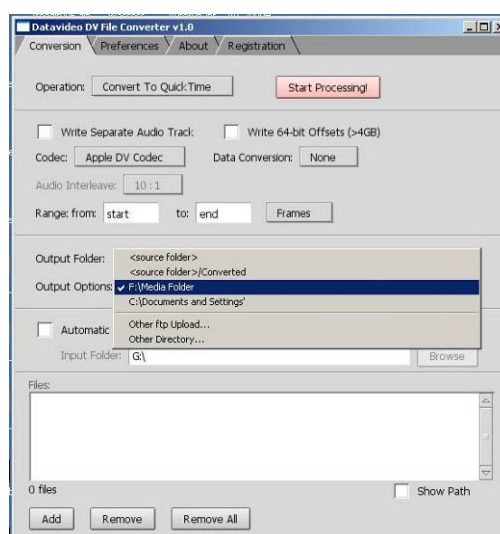 Datavideo DV File Converter v1.0
Conversion Preferences About Registration
Operation: Convert To QuickTime Start Processing!
Write Separate Audio Track Write 64-bit Offsets (>4GB)
Codec: Apple DV Codec Data Conversion: None
Audio Interleave: 10:1
Range: from: start to: end Frames
Output Folder: <source folder>
<source folder>/Converted
Output Options: F:\Media Folder
C:\Documents and Settings'
Automatic Other ftp Upload...
Other Directory...
Input Folder: G:\ Browse
Files:
0 files Show Path
Add Remove Remove All